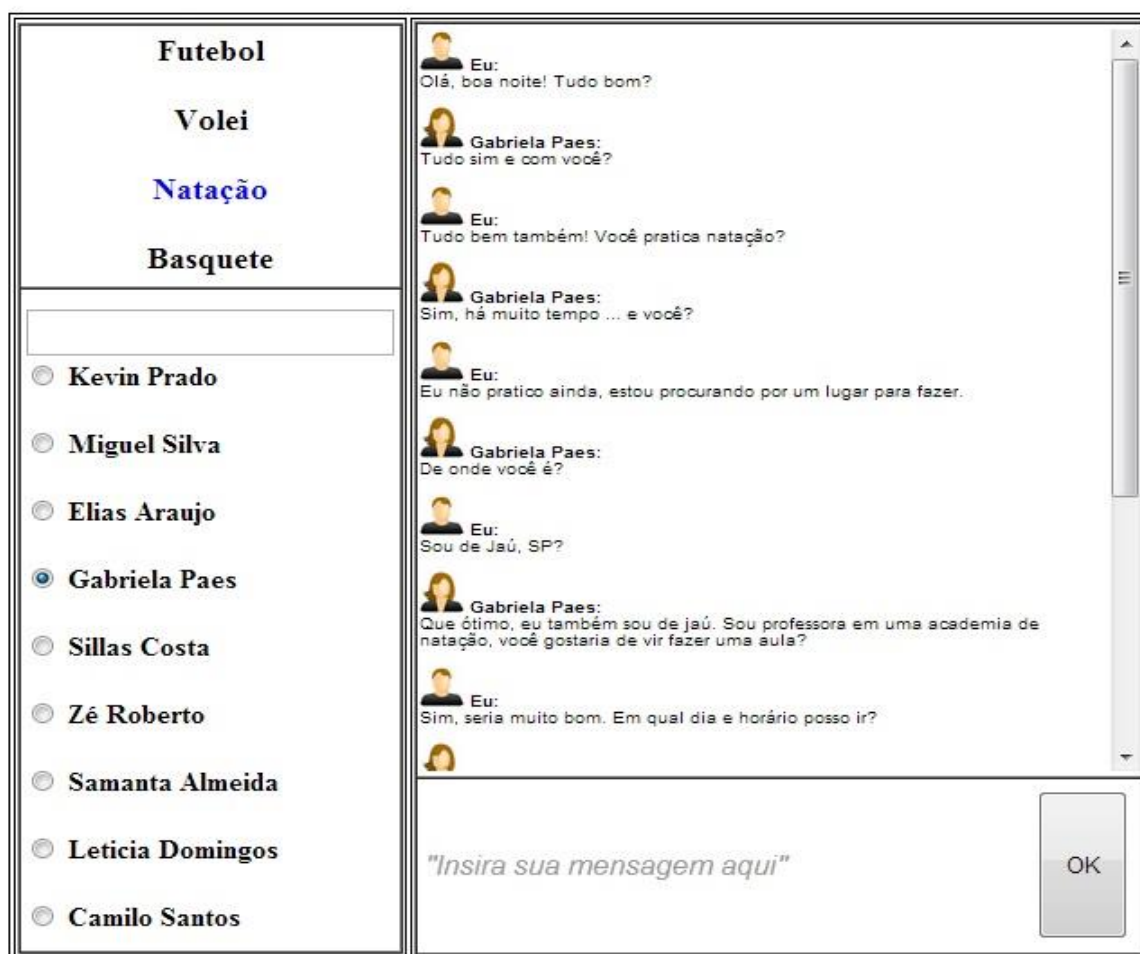 Futebol
Volei
Natação
Basquete
Kevin Prado
Miguel Silva
Elias Araujo
Gabriela Paes
Sillas Costa
Zé Roberto
Samanta Almeida
Leticia Domingos
Camilo Santos
Eu:
Olá, boa noite! Tudo bom?
Gabriela Paes:
Tudo sim e com você?
Eu:
Tudo bem também! Você pratica natação?
Gabriela Paes:
Sim, há muito tempo ... e você?
Eu:
Eu não pratico ainda, estou procurando por um lugar para fazer.
Gabriela Paes:
De onde você é?
Eu:
Sou de Jaú, SP?
Gabriela Paes:
Que ótimo, eu também sou de jaú. Sou professora em uma academia de
natação, você gostaria de vir fazer uma aula?
Eu:
Sim, seria muito bom. Em qual dia e horário posso ir?
"Insira sua mensagem aqui"
OK